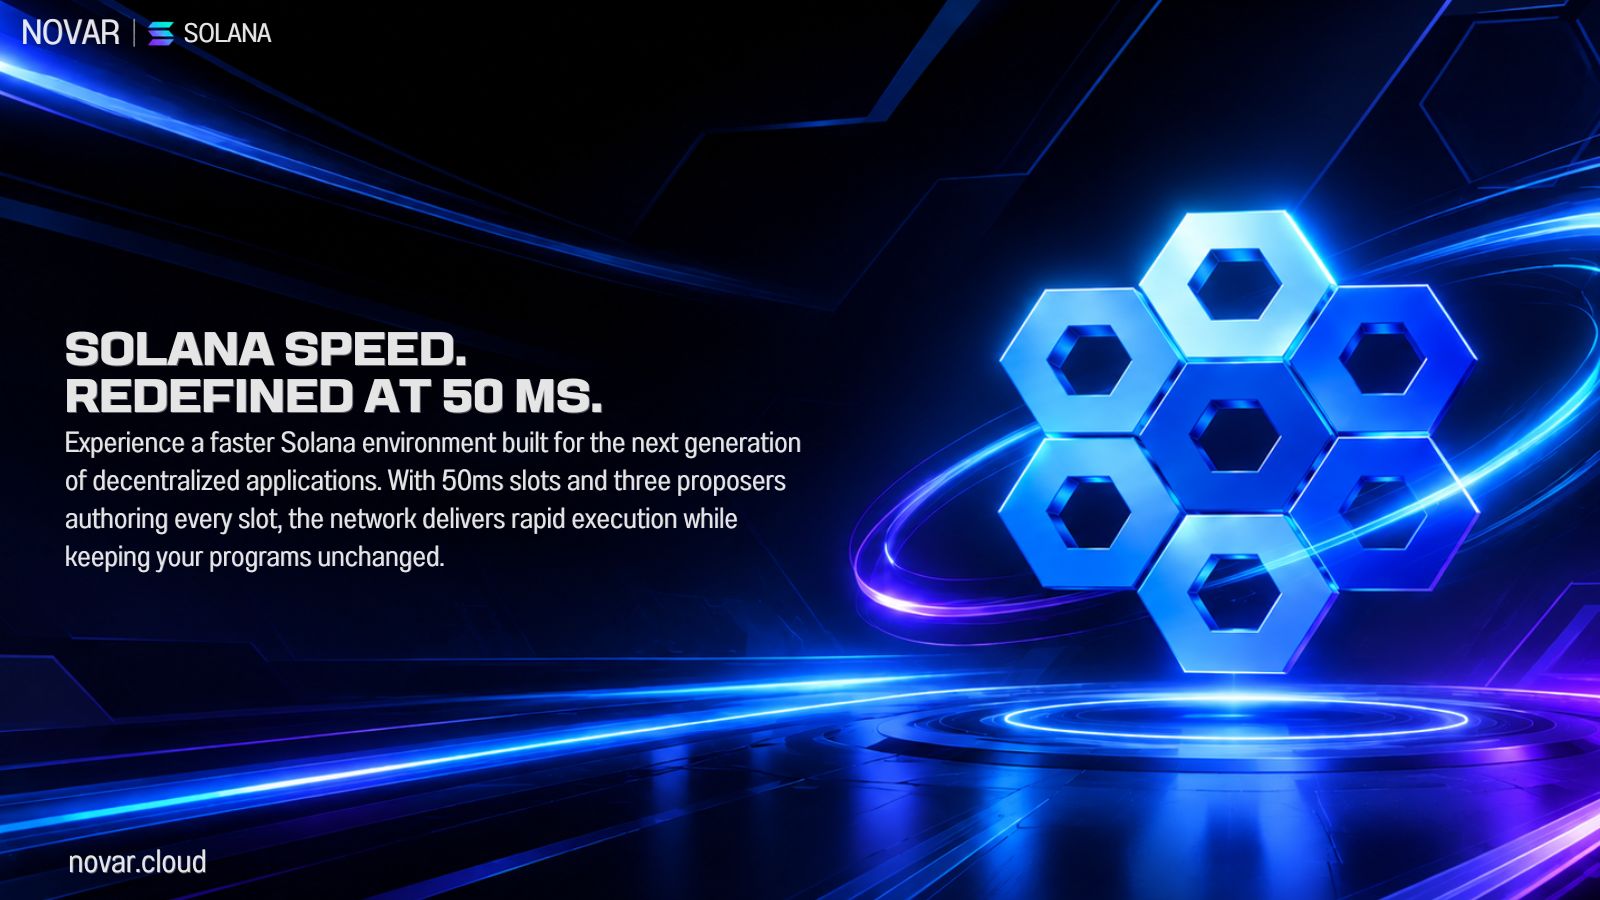 NOVAR | SOLANA
SOLANA SPEED.
REDEFINED AT 50 MS.
Experience a faster Solana environment built for the next generation
of decentralized applications. With 50ms slots and three proposers
authoring every slot, the network delivers rapid execution while
keeping your programs unchanged.
novar.cloud